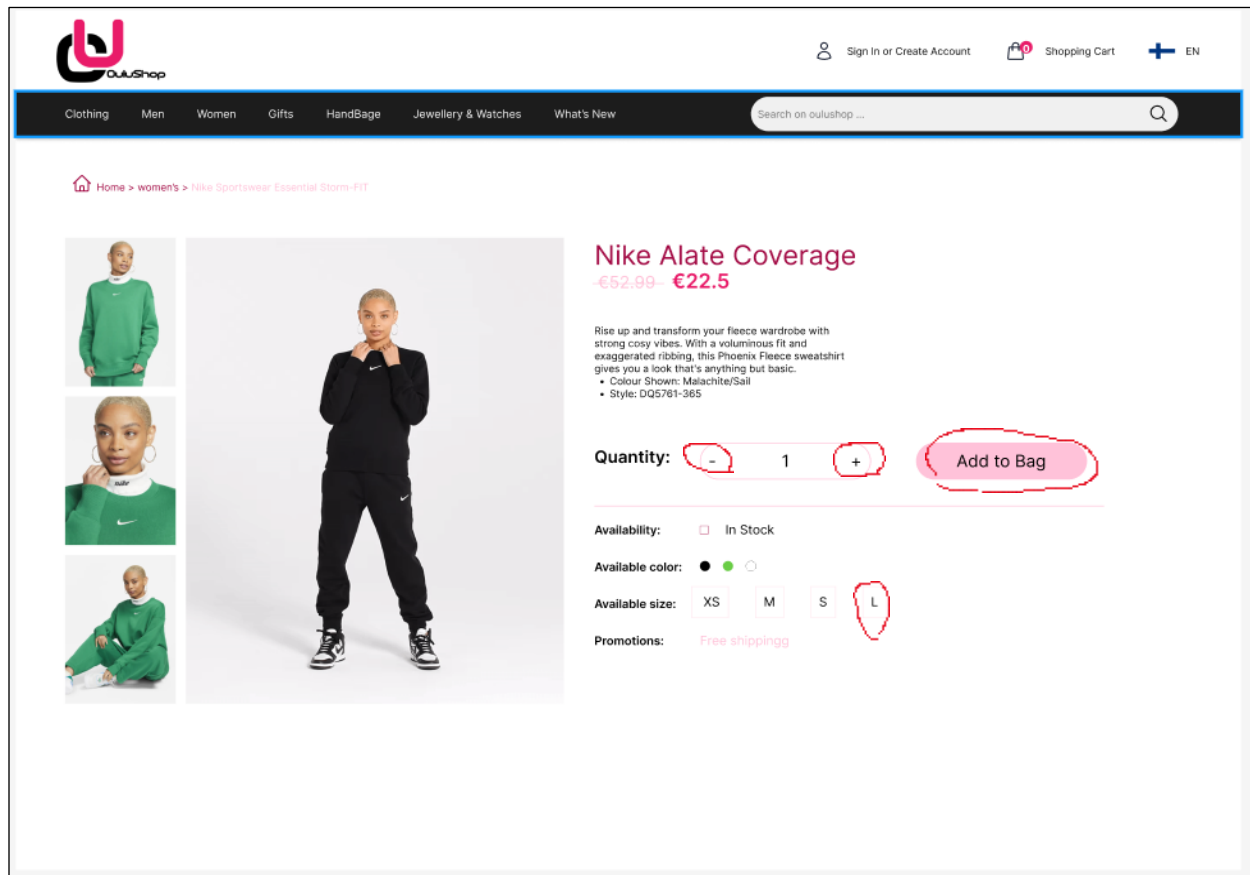 OuluShop
Sign In or Create Account
0
Shopping Cart
EN
Clothing Men Women Gifts HandBage Jewellery & Watches What's New
Search on oulushop ...
Home > women's > Nike Sportswear Essential Storm-FIT
Nike Alate Coverage
€52.99 €22.5
Rise up and transform your fleece wardrobe with
strong cosy vibes. With a voluminous fit and
exaggerated ribbing, this Phoenix Fleece sweatshirt
gives you a look that's anything but basic.
• Colour Shown: Malachite/Sail
• Style: DQ5761-365
Quantity: - 1 + Add to Bag
Availability: In Stock
Available color:
Available size: XS M S L
Promotions: Free shippingg